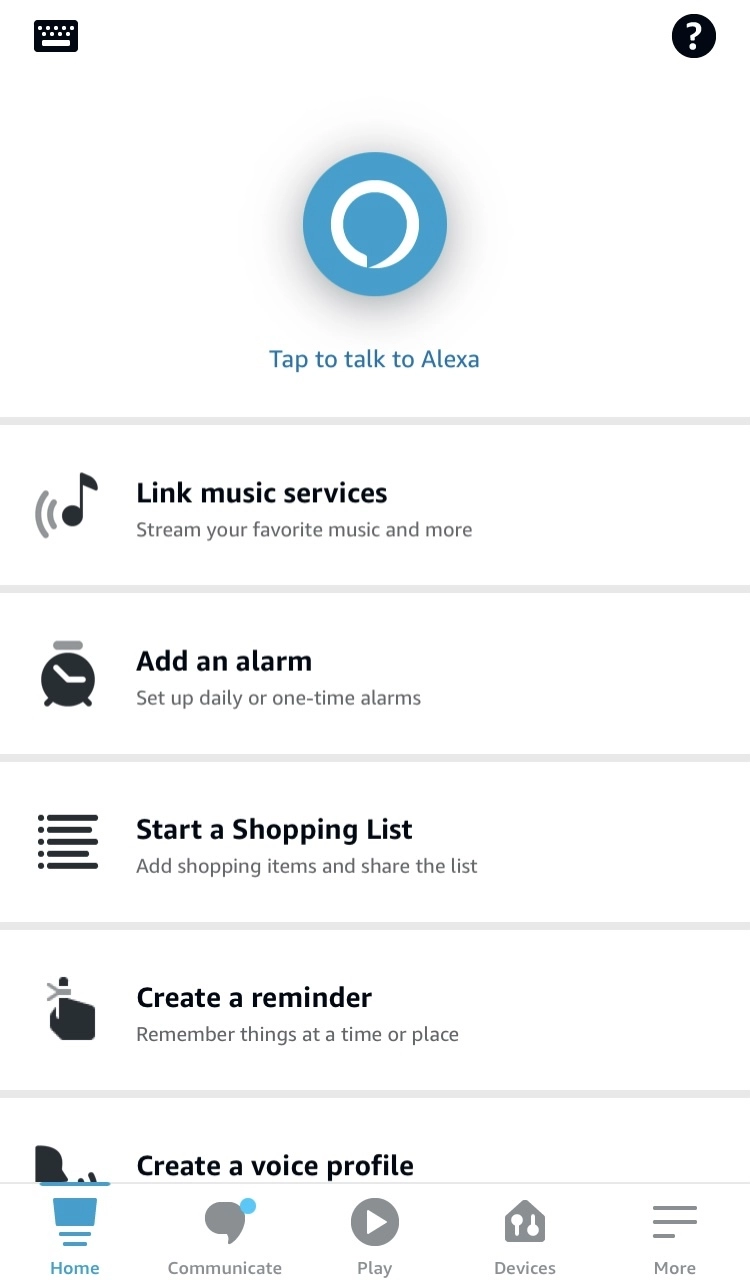 ?
Tap to talk to Alexa
Link music services
Stream your favorite music and more
Add an alarm
Set up daily or one-time alarms
Start a Shopping List
Add shopping items and share the list
Create a reminder
Remember things at a time or place
Create a voice profile
Home
Communicate
Play
Devices
More